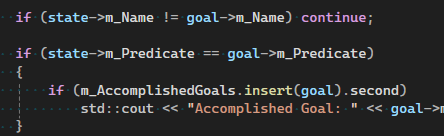 if (state->m_Name != goal->m_Name) continue;
if (state->m_Predicate == goal->m_Predicate)
{
if (m_AccomplishedGoals.insert(goal).second)
std::cout << "Accomplished Goal: " << goal->m
}